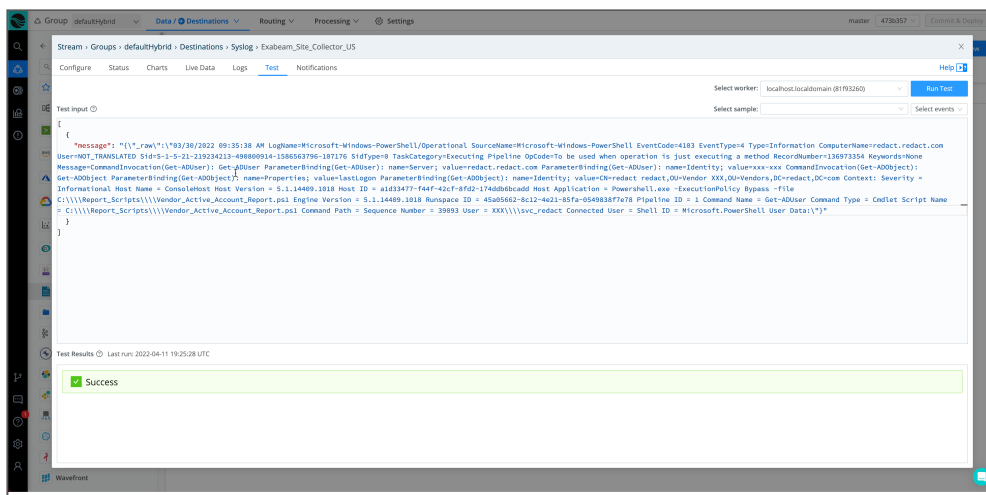 Group defaultHybrid Data / Destinations Routing Processing Settings master 473b357 Commit & Deploy
Stream › Groups › defaultHybrid › Destinations › Syslog › Exabeam_Site_Collector_US
Configure Status Charts Live Data Logs Test Notifications Help
Select worker: localhost.localdomain (81f93260) Run Test
Test input Select sample: Select events
[
{
"message": "{\"_raw\":\"03/30/2022 09:35:38 AM LogName=Microsoft-Windows-PowerShell/Operational SourceName=Microsoft-Windows-PowerShell EventCode=4103 EventType=4 Type=Information ComputerName=redact.redact.com
User=NOT_TRANSLATED Sid=S-1-5-21-219234213-490800914-1586563796-107176 SidType=0 TaskCategory=Executing Pipeline OpCode=To be used when operation is just executing a method RecordNumber=136973354 Keywords=None
Message=CommandInvocation(Get-ADUser): Get-ADUser ParameterBinding(Get-ADUser): name=Server; value=redact.redact.com ParameterBinding(Get-ADUser): name=Identity; value=xxx-xxx CommandInvocation(Get-ADObject):
Get-ADObject ParameterBinding(Get-ADObject): name=Properties; value=lastLogon ParameterBinding(Get-ADObject): name=Identity; value=CN=redact redact,OU=Vendor XXX,OU=Vendors,DC=redact,DC=com Context: Severity =
Informational Host Name = ConsoleHost Host Version = 5.1.14409.1018 Host ID = a1d33477-f44f-42cf-8fd2-174ddb6bcadd Host Application = Powershell.exe -ExecutionPolicy Bypass -file
C:\\\\Report_Scripts\\\\Vendor_Active_Account_Report.ps1 Engine Version = 5.1.14409.1018 Runspace ID = 45a05662-8c12-4e21-85fa-0549838f7e78 Pipeline ID = 1 Command Name = Get-ADUser Command Type = Cmdlet Script Name
= C:\\\\Report_Scripts\\\\Vendor_Active_Account_Report.ps1 Command Path = Sequence Number = 39093 User = XXX\\\\svc_redact Connected User = Shell ID = Microsoft.PowerShell User Data:\"}"
}
]
Test Results Last run: 2022-04-11 19:25:28 UTC
Success
1
Wavefront